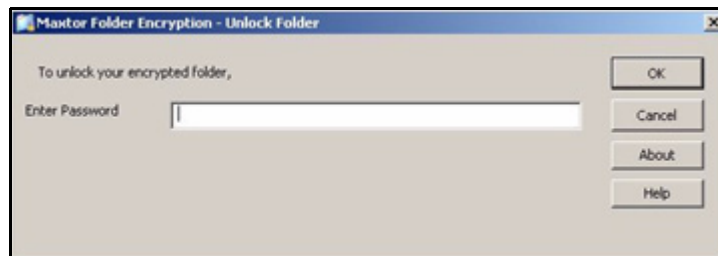 Maxtor Folder Encryption - Unlock Folder
To unlock your encrypted folder,
OK
Enter Password
Cancel
About
Help